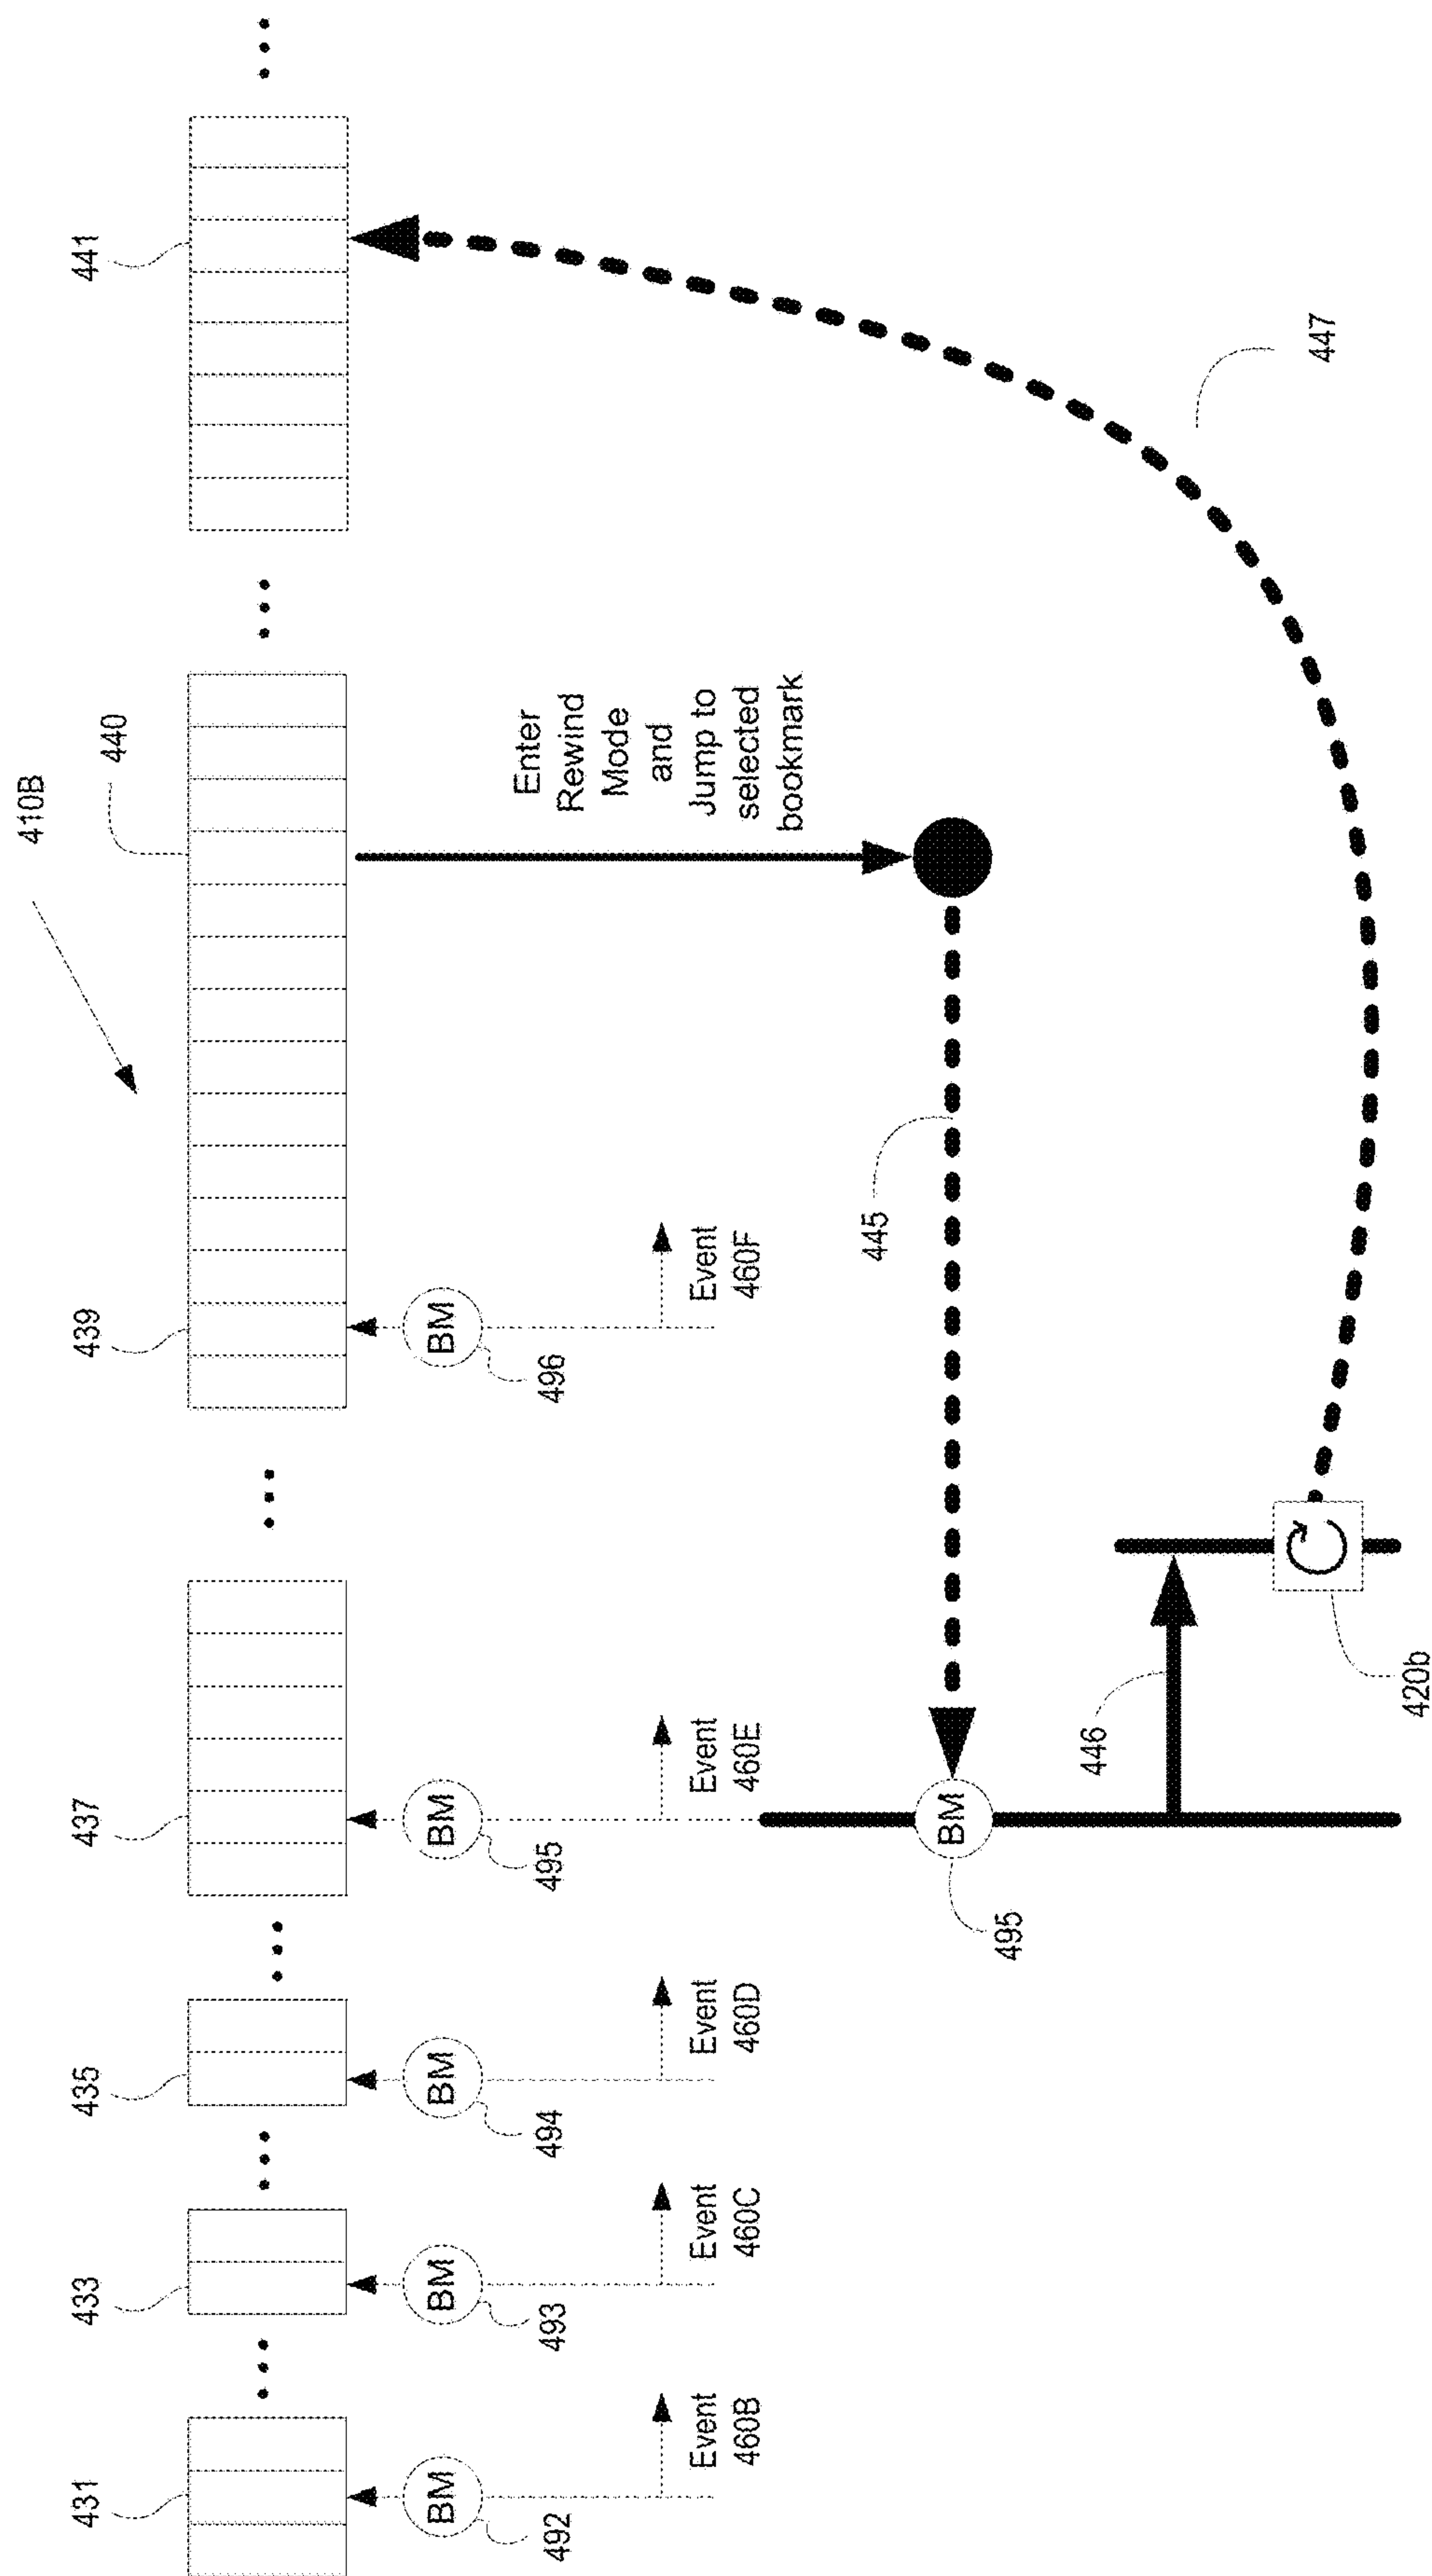 410B
431
433
435
437
439
440
441
BM
BM
BM
BM
BM
492
493
494
495
496
Event
460B
Event
460C
Event
460D
Event
460E
Event
460F
Enter
Rewind
Mode
and
Jump to
selected
bookmark
445
BM
495
446
420b
447